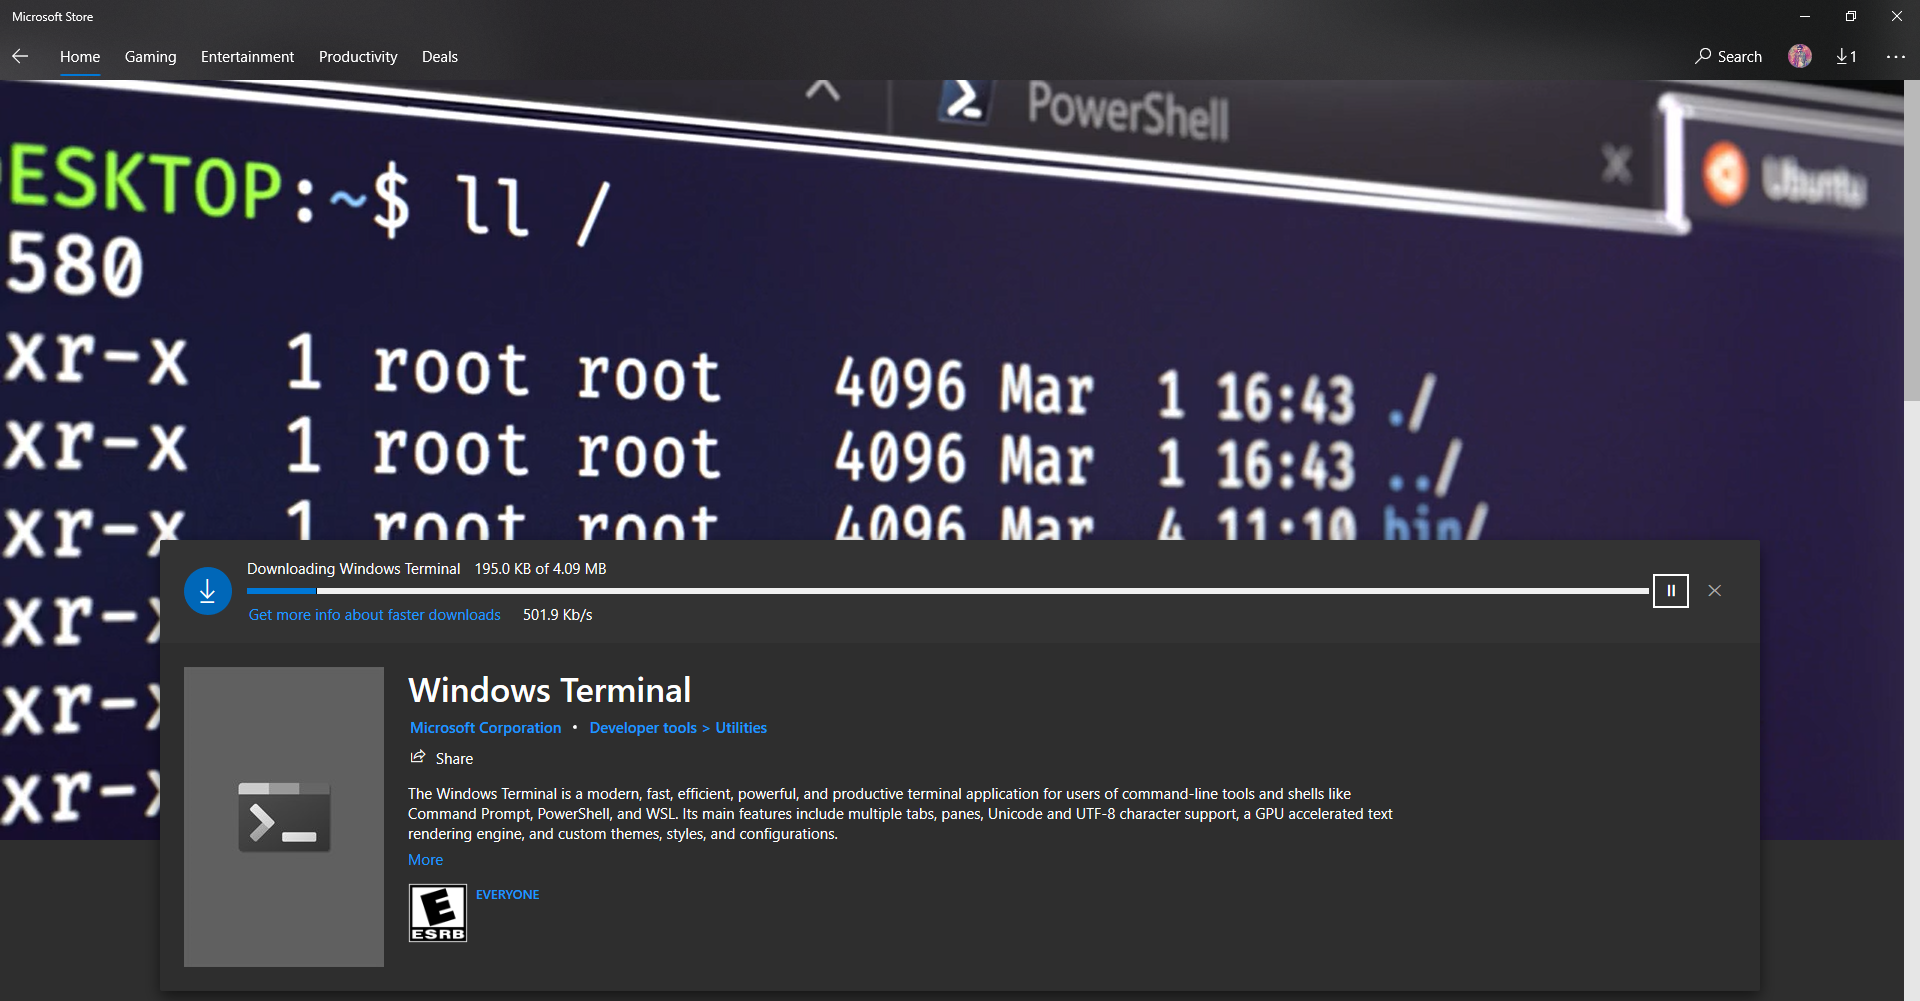 Microsoft Store
Home Gaming Entertainment Productivity Deals Search 1
PowerShell
Ubuntu
ESKTOP:~$ ll /
580
xr-x 1 root root 4096 Mar 1 16:43 ./
xr-x 1 root root 4096 Mar 1 16:43 ../
xr-x 1 root root 4096 Mar 4 11:10 bin/
xr-x
xr-x
xr-x
Downloading Windows Terminal 195.0 KB of 4.09 MB
Get more info about faster downloads 501.9 Kb/s
Windows Terminal
Microsoft Corporation • Developer tools > Utilities
Share
The Windows Terminal is a modern, fast, efficient, powerful, and productive terminal application for users of command-line tools and shells like
Command Prompt, PowerShell, and WSL. Its main features include multiple tabs, panes, Unicode and UTF-8 character support, a GPU accelerated text
rendering engine, and custom themes, styles, and configurations.
More
E
ESRB
EVERYONE